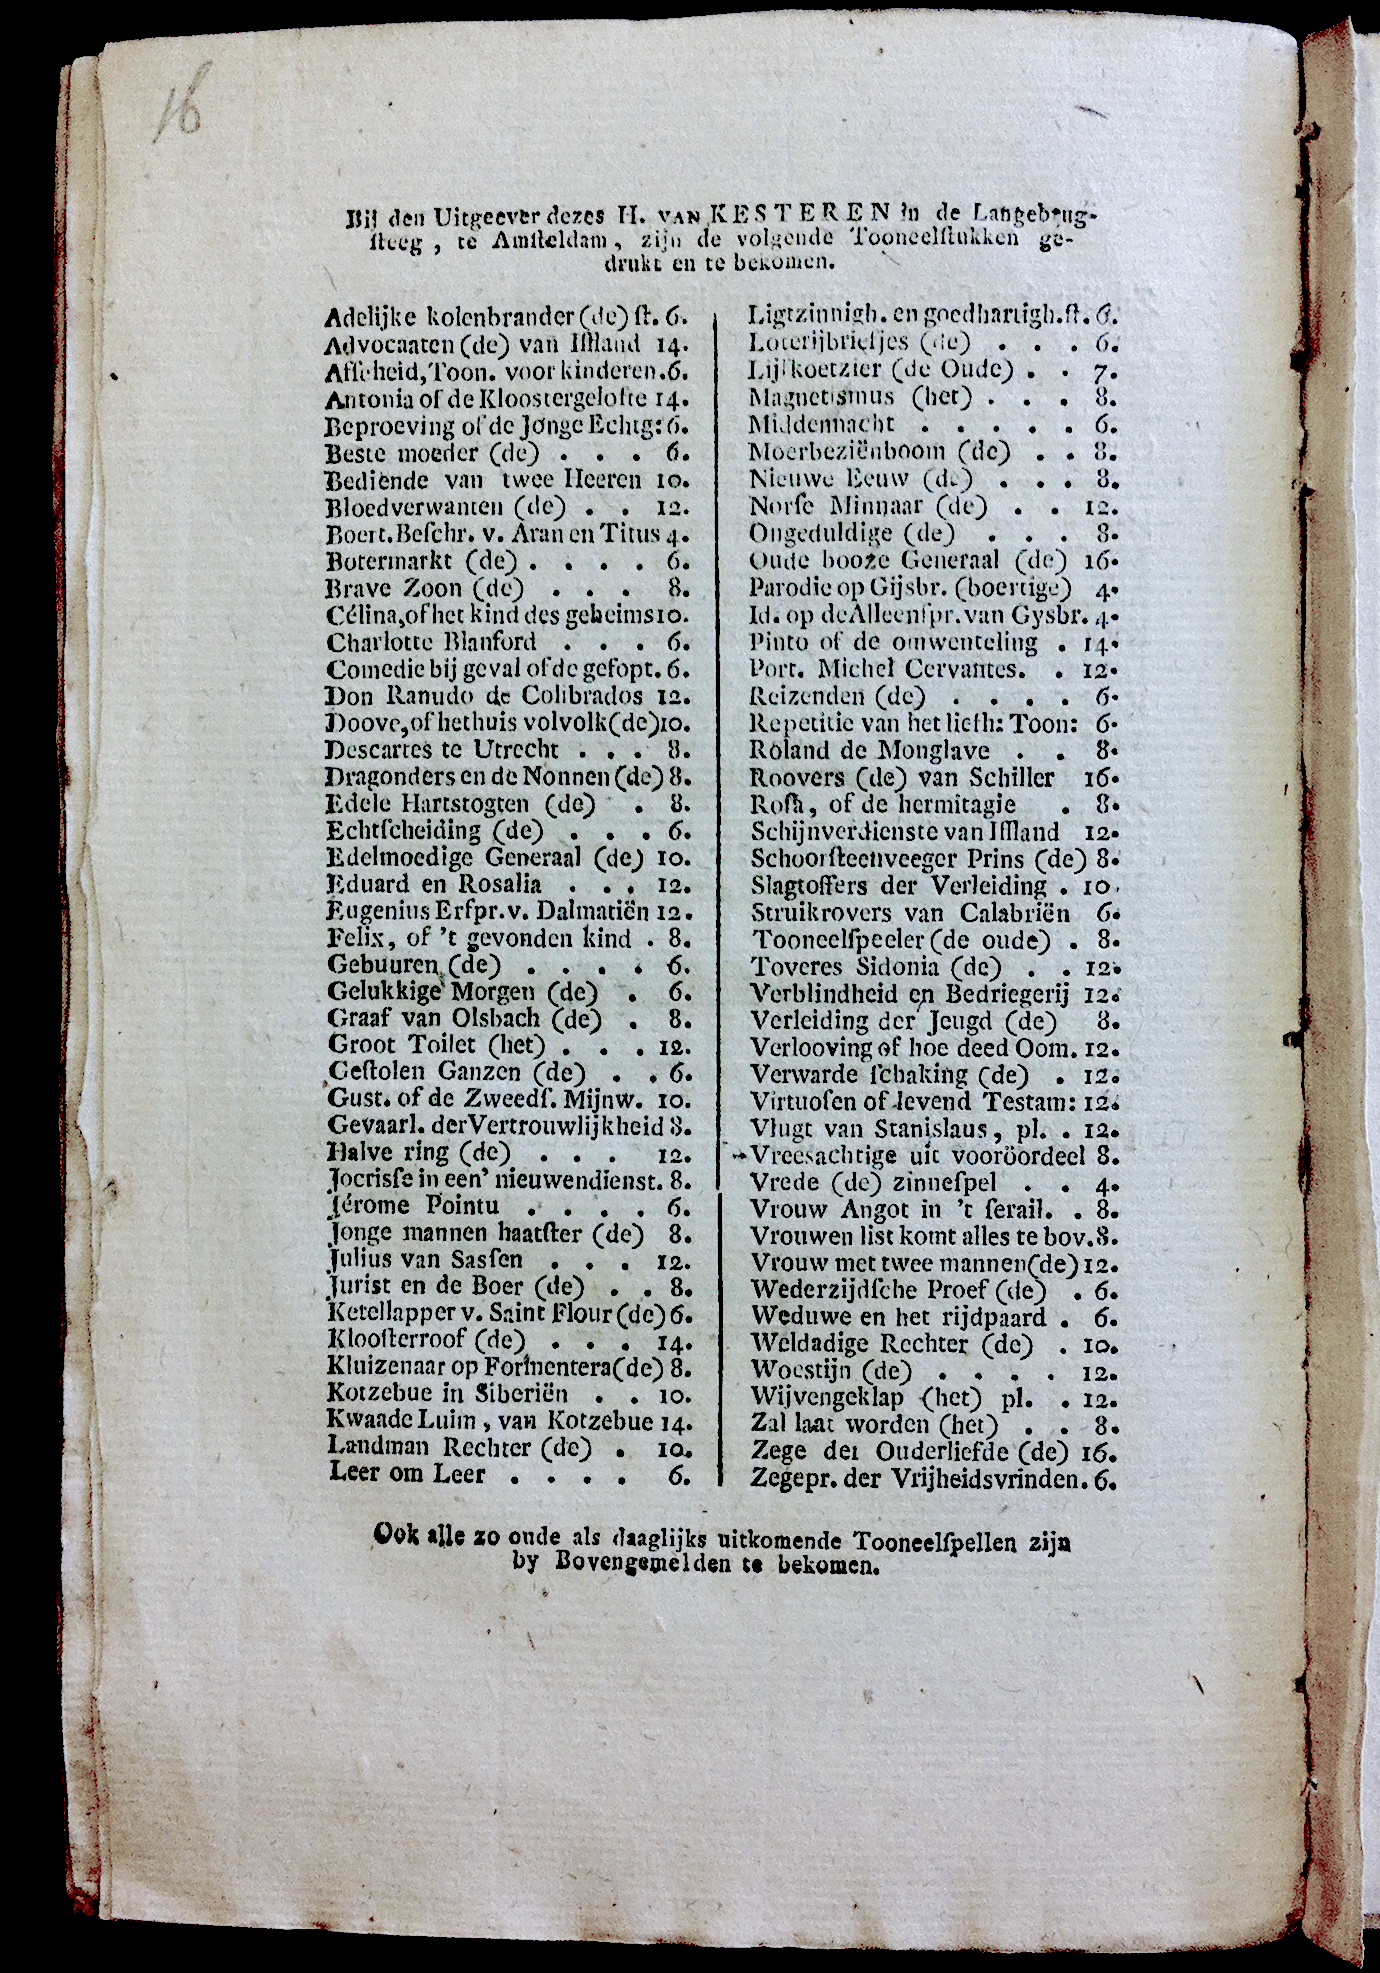 16
Bij den Uitgeever dezes H. VAN KESTEREN in de Langebrug-
ſteeg, te Amſteldam, zijn de volgende Tooneelſtukken ge-
drukt en te bekomen.
Adelijke kolenbrander (de) ſt. 6.
Advocaaten (de) van Iffland 14.
Afſcheid, Toon. voor kinderen. 6.
Antonia of de Kloostergelofte 14.
Beproeving of de Jonge Echtg: 6.
Beste moeder (de) . . . 6.
Bediende van twee Heeren 10.
Bloedverwanten (de) . . 12.
Boert. Beſchr. v. Aran en Titus 4.
Botermarkt (de) . . . . 6.
Brave Zoon (de) . . . 8.
Célina, of het kind des geheims 10.
Charlotte Blanford . . . 6.
Comedie bij geval of de gefopt. 6.
Don Ranudo de Colibrados 12.
Doove, of het huis vol volk (de) 10.
Descartes te Utrecht . . . 8.
Dragonders en de Nonnen (de) 8.
Edele Hartstogten (de) . 8.
Echtſcheiding (de) . . . 6.
Edelmoedige Generaal (de) 10.
Eduard en Rosalia . . . 12.
Eugenius Erfpr. v. Dalmatiën 12.
Felix, of 't gevonden kind . 8.
Gebuuren (de) . . . . 6.
Gelukkige Morgen (de) . 6.
Graaf van Olsbach (de) . 8.
Groot Toilet (het) . . . 12.
Geſtolen Ganzen (de) . . 6.
Gust. of de Zweedſ. Mijnw. 10.
Gevaarl. der Vertrouwlijkheid 8.
Halve ring (de) . . . 12.
Jocrisſe in een' nieuwen dienst. 8.
Jérome Pointu . . . . 6.
Jonge mannen haatſter (de) 8.
Julius van Sasſen . . . 12.
Jurist en de Boer (de) . . 8.
Ketellapper v. Saint Flour (de) 6.
Kloofterroof (de) . . . 14.
Kluizenaar op Formentera (de) 8.
Kotzebue in Siberiën . . 10.
Kwaade Luim, van Kotzebue 14.
Landman Rechter (de) . 10.
Leer om Leer . . . . 6.
Ligtzinnigh. en goedhartigh. ſt. 6.
Loterijbriefjes (de) . . . 6.
Lijfkoetzier (de Oude) . . 7.
Magnetismus (het) . . . 8.
Middennacht . . . . . 6.
Moerbeziënboom (de) . . 8.
Nieuwe Eeuw (de) . . . 8.
Norſe Minnaar (de) . . 12.
Ongeduldige (de) . . . 8.
Oude booze Generaal (de) 16.
Parodie op Gijsbr. (boertige) 4.
Id. op de Alleenſpr. van Gysbr. 4.
Pinto of de omwenteling . 14.
Port. Michel Cervantes. . 12.
Reizenden (de) . . . . 6.
Repetitie van het liefh: Toon: 6.
Roland de Monglave . . 8.
Roovers (de) van Schiller 16.
Roſa, of de hermitagie . 8.
Schijnverdienste van Iffland 12.
Schoorſteenveeger Prins (de) 8.
Slagtoffers der Verleiding . 10.
Struikrovers van Calabriën 6.
Tooneelſpeeler (de oude) . 8.
Toveres Sidonia (de) . . 12.
Verblindheid en Bedriegerij 12.
Verleiding der Jeugd (de) 8.
Verlooving of hoe deed Oom. 12.
Verwarde ſchaking (de) . 12.
Virtuoſen of levend Testam: 12.
Vlugt van Stanislaus, pl. . 12.
Vreesachtige uit vooröordeel 8.
Vrede (de) zinneſpel . . 4.
Vrouw Angot in 't ſerail. . 8.
Vrouwen list komt alles te bov. 8.
Vrouw met twee mannen (de) 12.
Wederzijdſche Proef (de) . 6.
Weduwe en het rijdpaard . 6.
Weldadige Rechter (de) . 10.
Woestijn (de) . . . . 12.
Wijvengeklap (het) pl. . 12.
Zal laat worden (het) . . 8.
Zege der Ouderliefde (de) 16.
Zegepr. der Vrijheidsvrinden. 6.
Ook alle zo oude als daaglijks uitkomende Tooneelſpellen zijn
by Bovengemelden te bekomen.